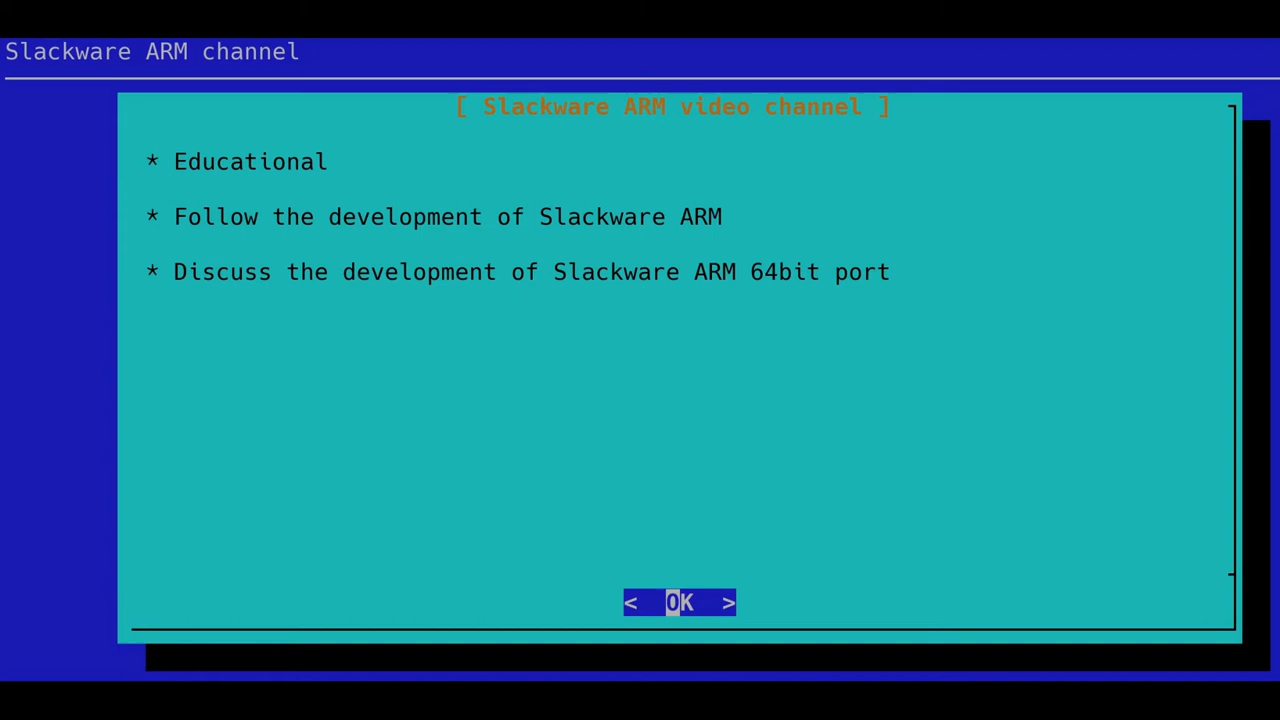 Slackware ARM channel
[ Slackware ARM video channel ]
* Educational
* Follow the development of Slackware ARM
* Discuss the development of Slackware ARM 64bit port
< OK >